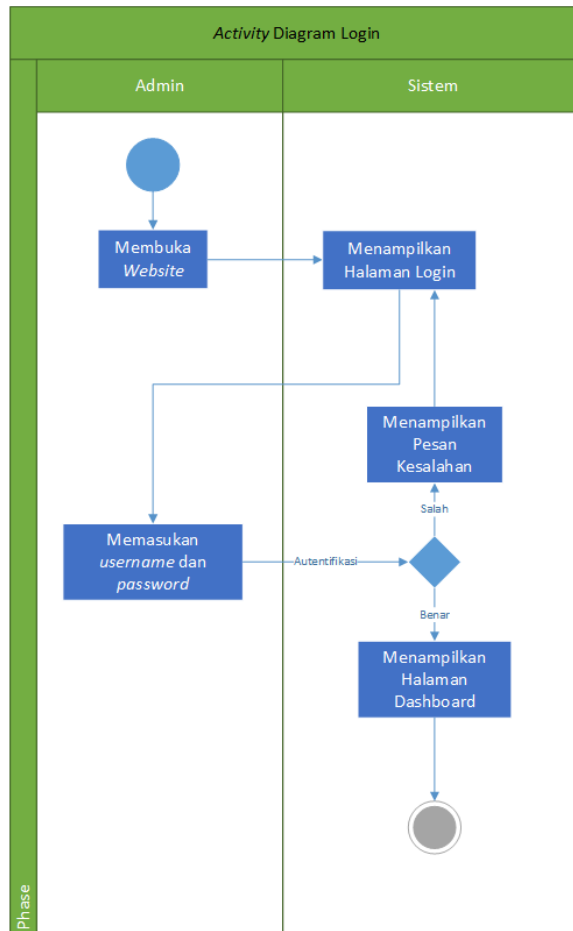 Activity Diagram Login
Admin
Sistem
Membuka
Website
Menampilkan
Halaman Login
Menampilkan
Pesan
Kesalahan
Salah
Memasukan
username dan
password
Autentifikasi
Benar
Menampilkan
Halaman
Dashboard
Phase